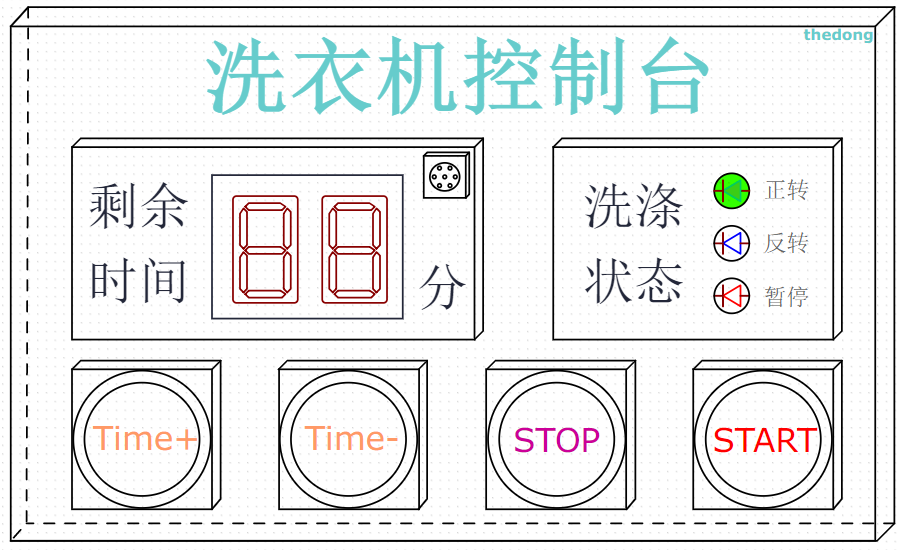 thedong
洗衣机控制台
剩余
时间
分
洗涤
状态
正转
反转
暂停
Time+
Time-
STOP
START